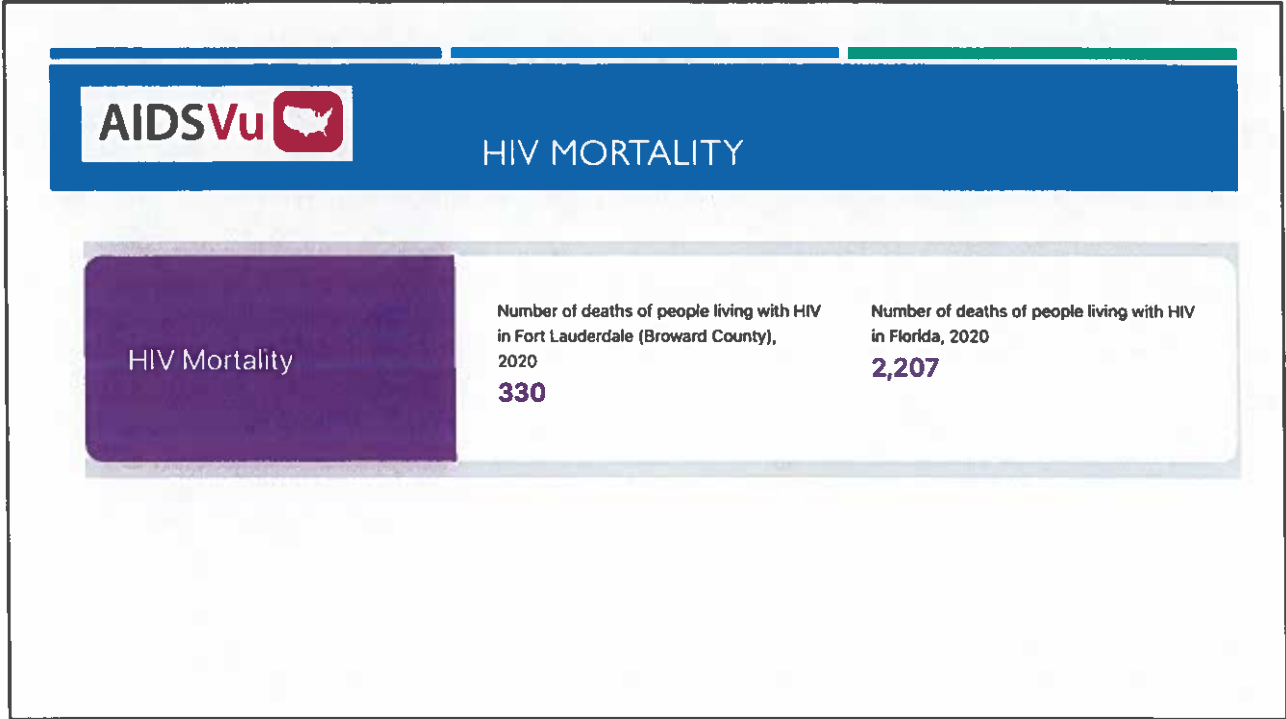 AIDSVu
HIV MORTALITY
HIV Mortality
Number of deaths of people living with HIV
in Fort Lauderdale (Broward County),
2020
330
Number of deaths of people living with HIV
in Florida, 2020
2,207